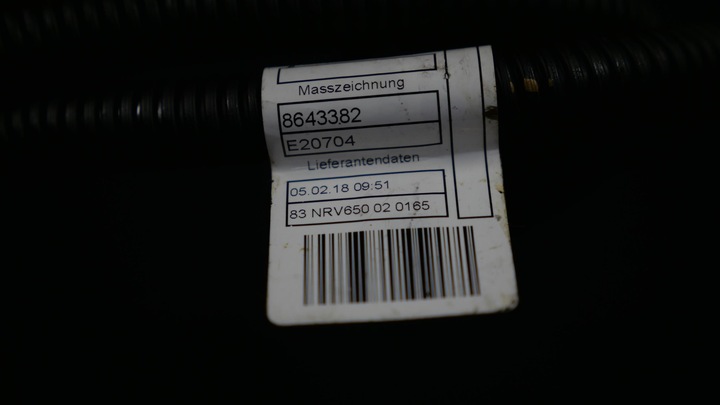 Masszeichnung
8643382
E20704
Lieferantendaten
05.02.18 09:51
83 NRV650 02 0165